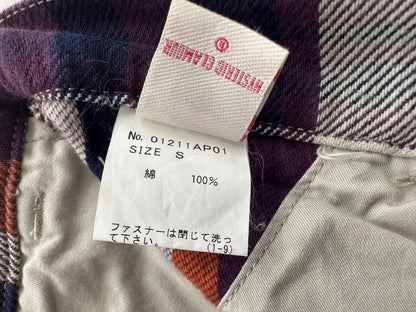 HYSTERIC GLAMOUR
®
No. 01211AP01
SIZE S
綿 100%
ファスナーは閉じて洗っ
て下さい。
(1-9)